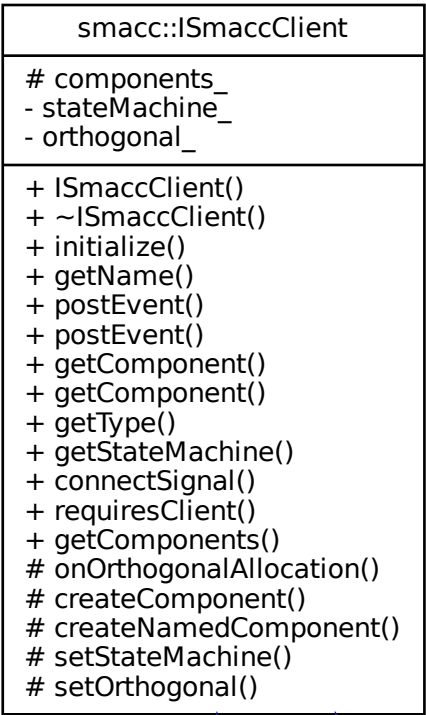 smacc::ISmaccClient
# components_
- stateMachine_
- orthogonal_
+ ISmaccClient()
+ ~ISmaccClient()
+ initialize()
+ getName()
+ postEvent()
+ postEvent()
+ getComponent()
+ getComponent()
+ getType()
+ getStateMachine()
+ connectSignal()
+ requiresClient()
+ getComponents()
# onOrthogonalAllocation()
# createComponent()
# createNamedComponent()
# setStateMachine()
# setOrthogonal()